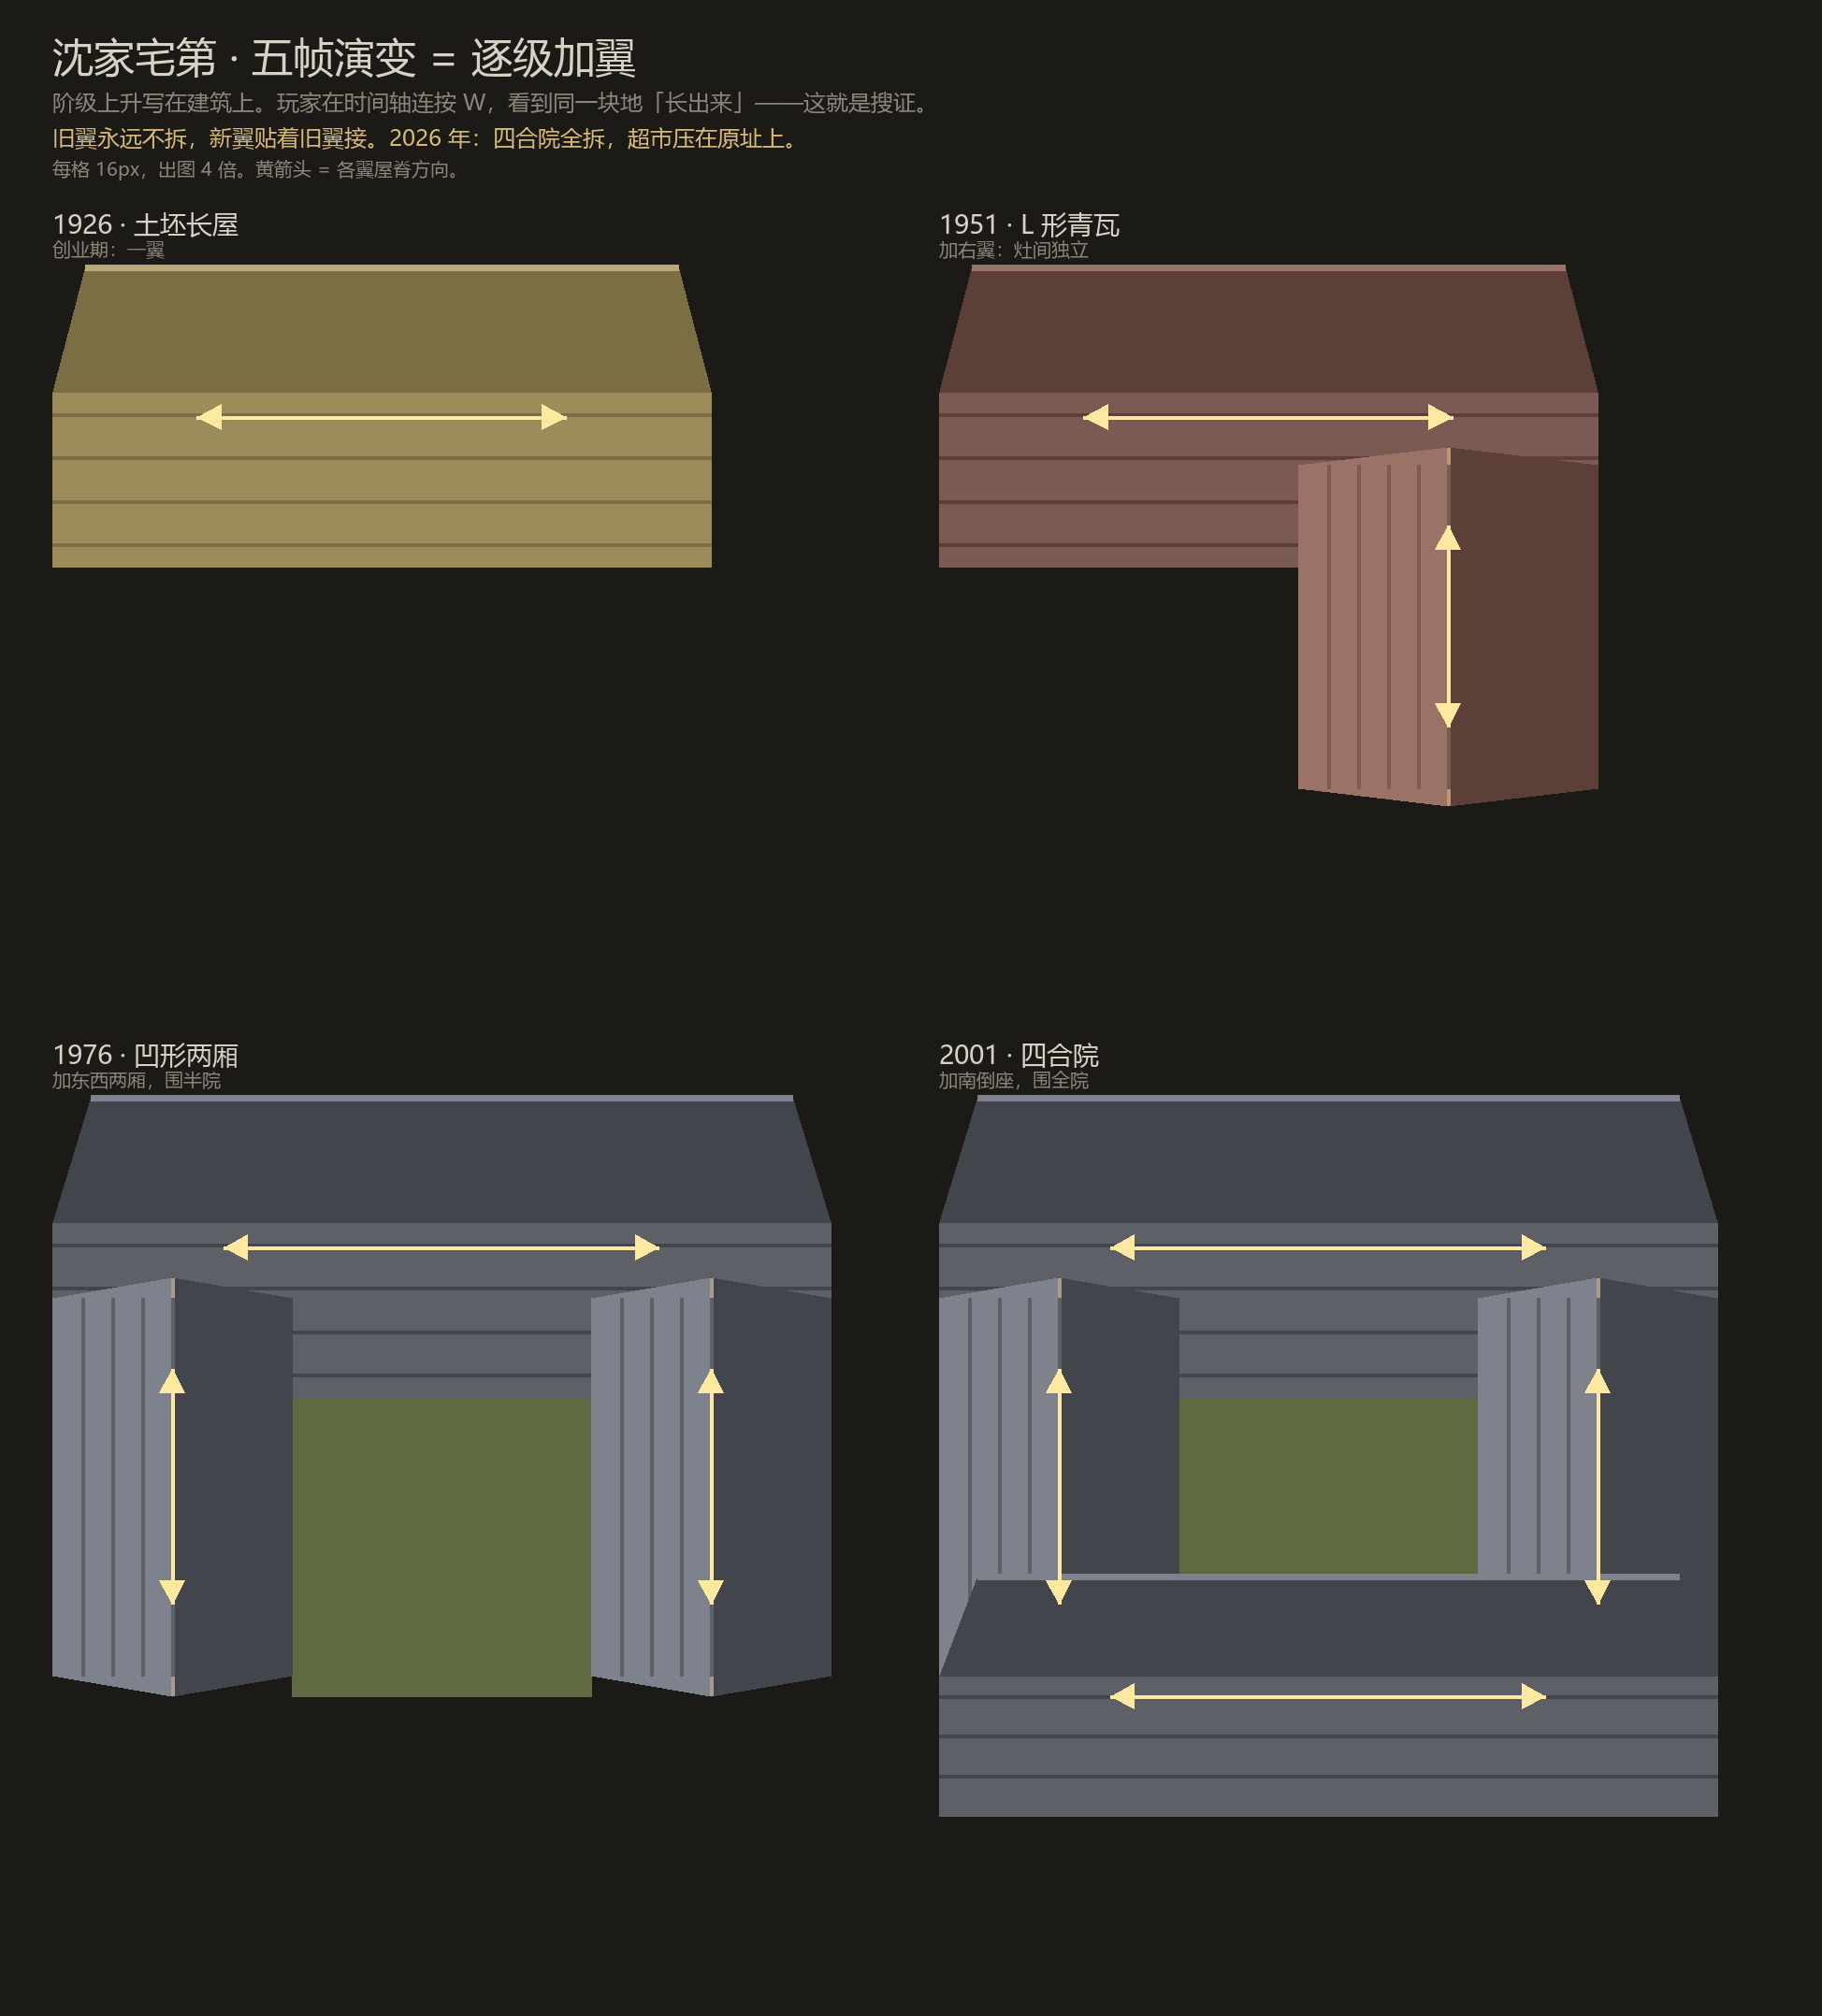 沈家宅第 · 五帧演变 = 逐级加翼
阶级上升写在建筑上。玩家在时间轴连按 W，看到同一块地「长出来」——这就是搜证。
旧翼永远不拆，新翼贴着旧翼接。2026 年：四合院全拆，超市压在原址上。
每格 16px，出图 4 倍。黄箭头 = 各翼屋脊方向。
1926 · 土坯长屋
创业期：一翼
1951 · L 形青瓦
加右翼：灶间独立
1976 · 凹形两厢
加东西两厢，围半院
2001 · 四合院
加南倒座，围全院